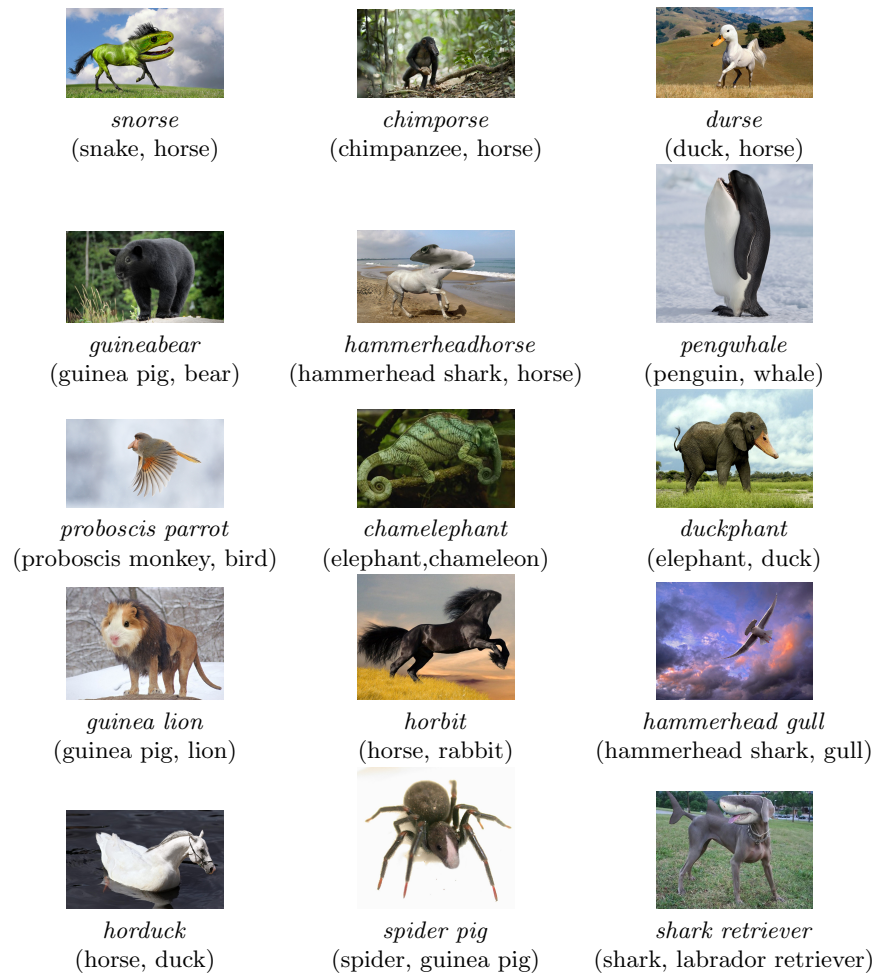 snorse
(snake, horse)
chimporse
(chimpanzee, horse)
durse
(duck, horse)
guineabear
(guinea pig, bear)
hammerheadhorse
(hammerhead shark, horse)
pengwhale
(penguin, whale)
proboscis parrot
(proboscis monkey, bird)
chamelephant
(elephant,chameleon)
duckphant
(elephant, duck)
guinea lion
(guinea pig, lion)
horbit
(horse, rabbit)
hammerhead gull
(hammerhead shark, gull)
horduck
(horse, duck)
spider pig
(spider, guinea pig)
shark retriever
(shark, labrador retriever)